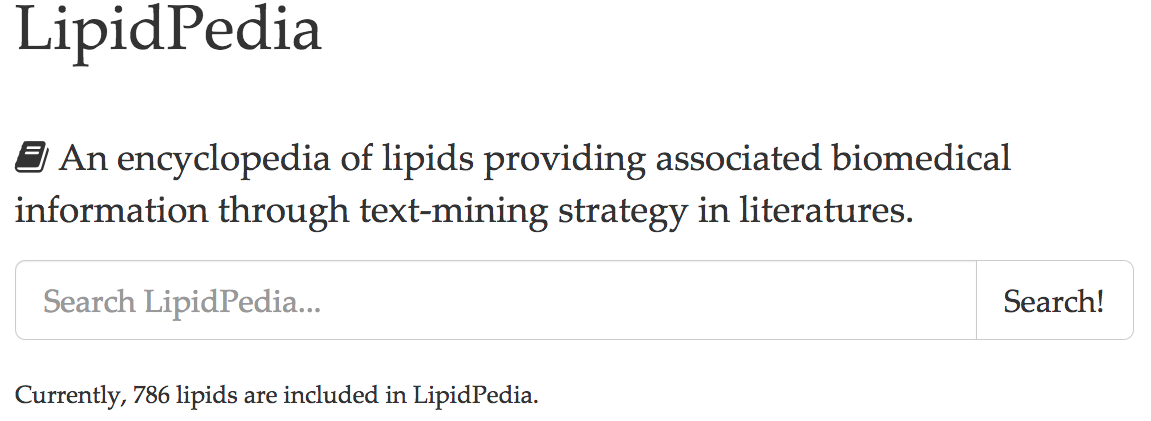 LipidPedia
An encyclopedia of lipids providing associated biomedical
information through text-mining strategy in literatures.
Search LipidPedia...
Search!
Currently, 786 lipids are included in LipidPedia.